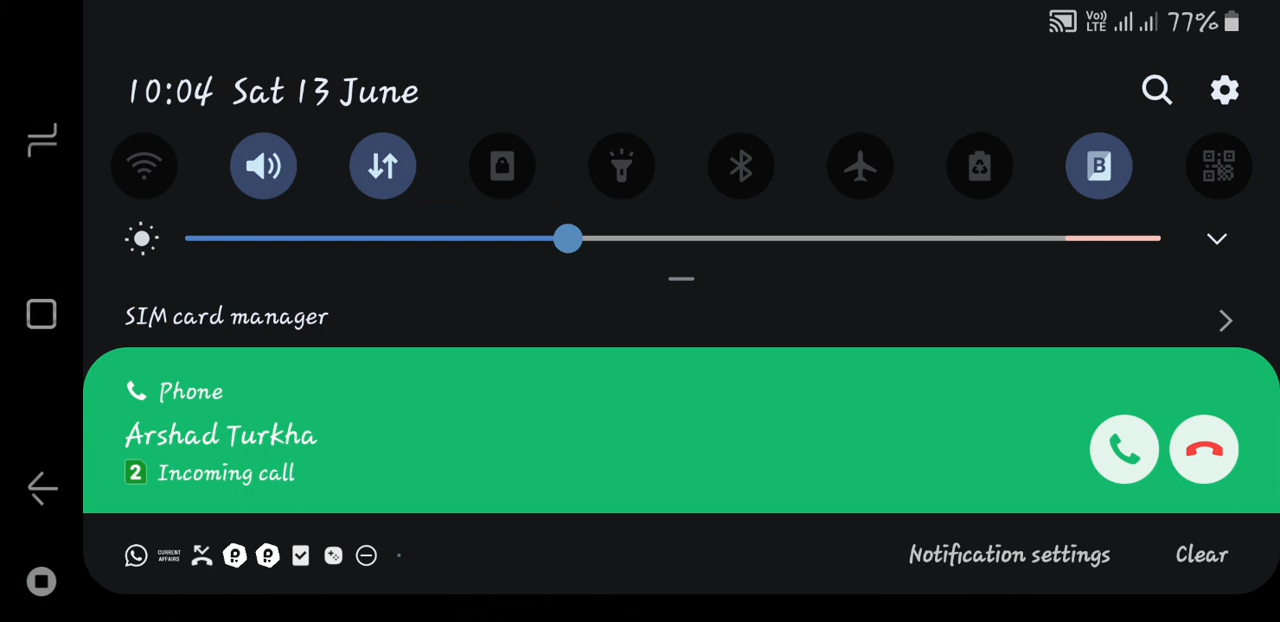 Vo)) LTE 77%
10:04 Sat 13 June
B
SIM card manager
Phone
Arshad Turkha
2 Incoming call
CURRENT AFFAIRS
Notification settings Clear